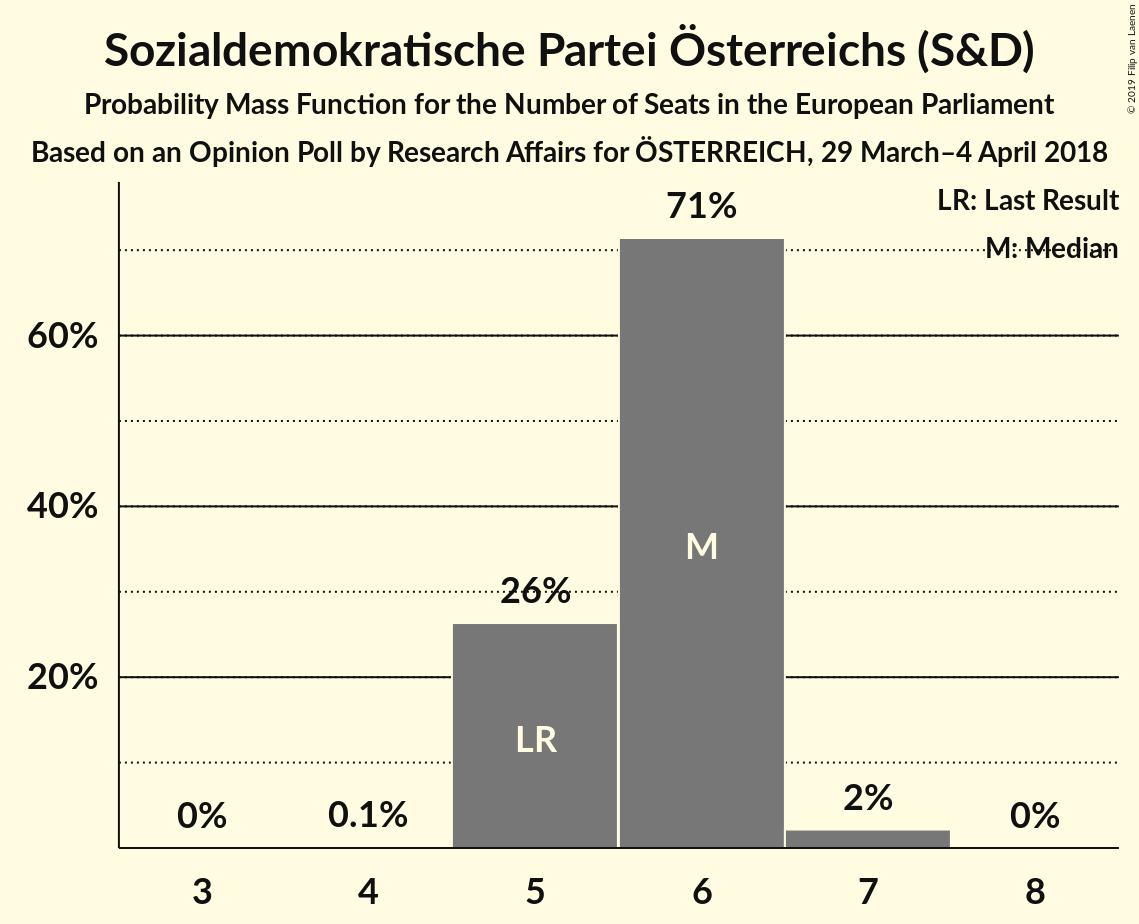 Sozialdemokratische Partei Österreichs (S&D)
Probability Mass Function for the Number of Seats in the European Parliament
Based on an Opinion Poll by Research Affairs for ÖSTERREICH, 29 March–4 April 2018
© 2019 Filip van Laenen
LR: Last Result
M: Median
71%
60%
40%
M
26%
20%
LR
0%
0.1%
2%
0%
3
4
5
6
7
8